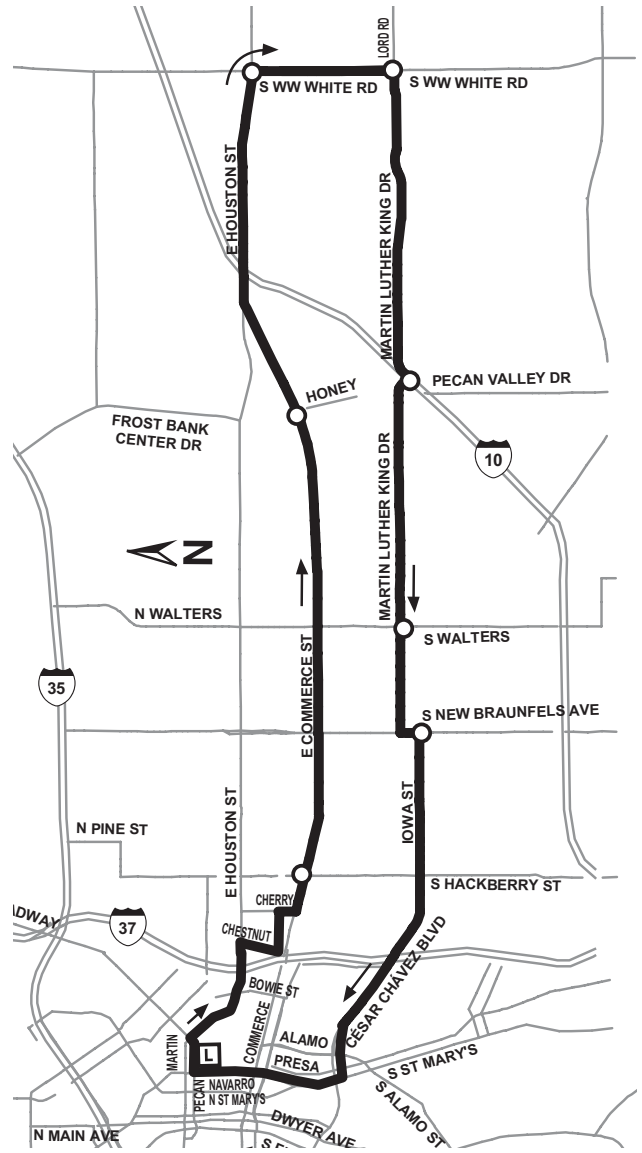 LORD RD
S WW WHITE RD
S WW WHITE RD
E HOUSTON ST
MARTIN LUTHER KING DR
HONEY
PECAN VALLEY DR
FROST BANK
CENTER DR
10
MARTIN LUTHER KING DR
N
N WALTERS
S WALTERS
35
E COMMERCE ST
S NEW BRAUNFELS AVE
IOWA ST
E HOUSTON ST
N PINE ST
S HACKBERRY ST
CHERRY
ADWAY
37
CHESTNUT
CÉSAR CHÁVEZ BLVD
BOWIE ST
COMMERCE
ALAMO
MARTIN
L
PRESA
S ST MARY'S
PECAN
NAVARRO
N ST MARY'S
S ALAMO ST
DWYER AVE
N MAIN AVE